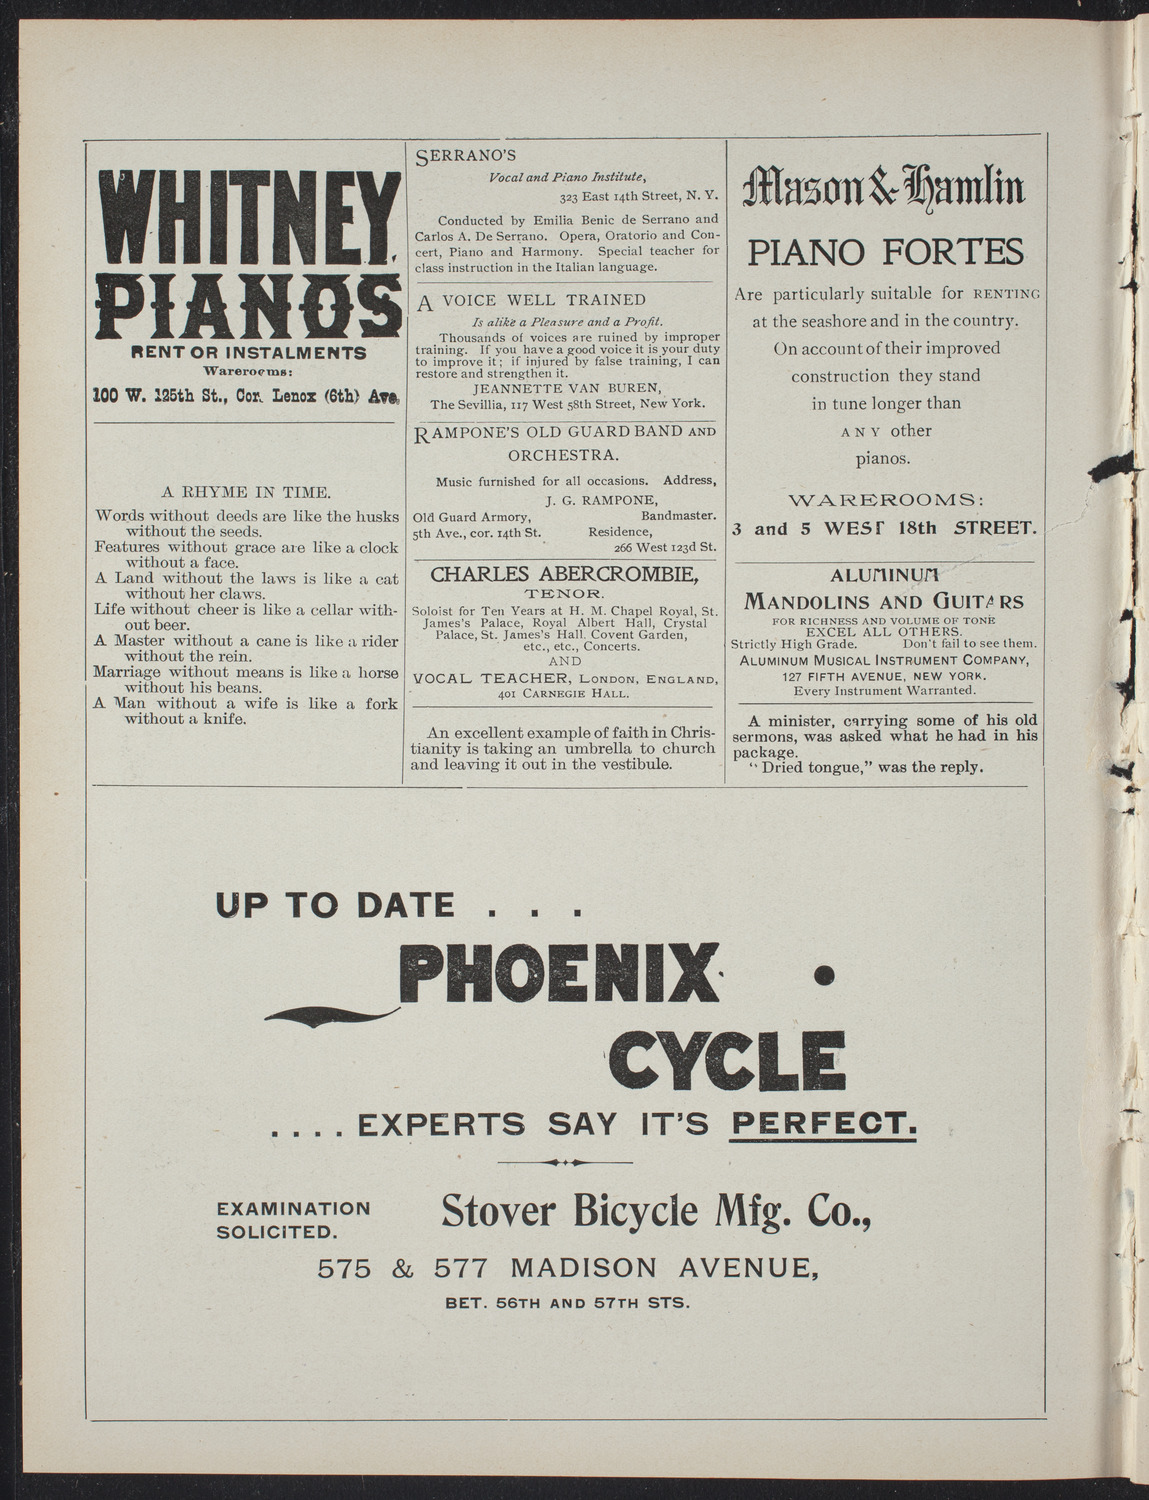 WHITNEY
PIANOS
RENT OR INSTALMENTS
Warerooms:
100 W. 125th St., Cor. Lenox (6th) Ave.
A RHYME IN TIME.
Words without deeds are like the husks
without the seeds.
Features without grace are like a clock
without a face.
A Land without the laws is like a cat
without her claws.
Life without cheer is like a cellar with-
out beer.
A Master without a cane is like a rider
without the rein.
Marriage without means is like a horse
without his beans.
A Man without a wife is like a fork
without a knife.
SERRANO'S
Vocal and Piano Institute,
323 East 14th Street, N. Y.
Conducted by Emilia Benic de Serrano and
Carlos A. De Serrano. Opera, Oratorio and Con-
cert, Piano and Harmony. Special teacher for
class instruction in the Italian language.
A VOICE WELL TRAINED
Is alike a Pleasure and a Profit.
Thousands of voices are ruined by improper
training. If you have a good voice it is your duty
to improve it; if injured by false training, I can
restore and strengthen it.
JEANNETTE VAN BUREN,
The Sevillia, 117 West 58th Street, New York.
RAMPONE'S OLD GUARD BAND AND
ORCHESTRA.
Music furnished for all occasions. Address,
J. G. RAMPONE,
Old Guard Armory, Bandmaster.
5th Ave., cor. 14th St. Residence,
266 West 123d St.
CHARLES ABERCROMBIE,
TENOR.
Soloist for Ten Years at H. M. Chapel Royal, St.
James's Palace, Royal Albert Hall, Crystal
Palace, St. James's Hall, Covent Garden,
etc., etc., Concerts.
AND
VOCAL TEACHER, LONDON, ENGLAND,
401 CARNEGIE HALL.
An excellent example of faith in Chris-
tianity is taking an umbrella to church
and leaving it out in the vestibule.
Mason & Hamlin
PIANO FORTES
Are particularly suitable for RENTING
at the seashore and in the country.
On account of their improved
construction they stand
in tune longer than
ANY other
pianos.
WAREROOMS:
3 and 5 WEST 18th STREET.
ALUMINUM
MANDOLINS AND GUITARS
FOR RICHNESS AND VOLUME OF TONE
EXCEL ALL OTHERS.
Strictly High Grade. Don't fail to see them.
ALUMINUM MUSICAL INSTRUMENT COMPANY,
127 FIFTH AVENUE, NEW YORK.
Every Instrument Warranted.
A minister, carrying some of his old
sermons, was asked what he had in his
package.
"Dried tongue," was the reply.
UP TO DATE . . .
PHOENIX
CYCLE
. . . . EXPERTS SAY IT'S PERFECT.
EXAMINATION
SOLICITED.
Stover Bicycle Mfg. Co.,
575 & 577 MADISON AVENUE,
BET. 56TH AND 57TH STS.